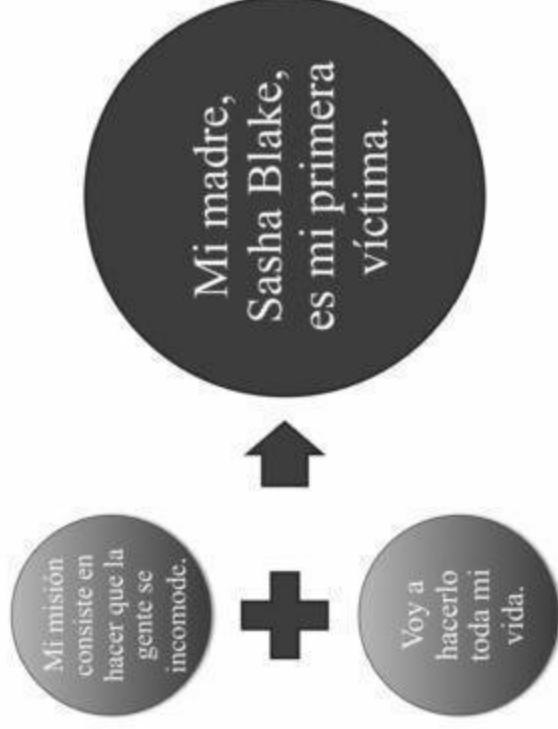 Mi misión
consiste en
hacer que la
gente se
incomode.
Voy a
hacerlo
toda mi
vida.
Mi madre,
Sasha Blake,
es mi primera
víctima.